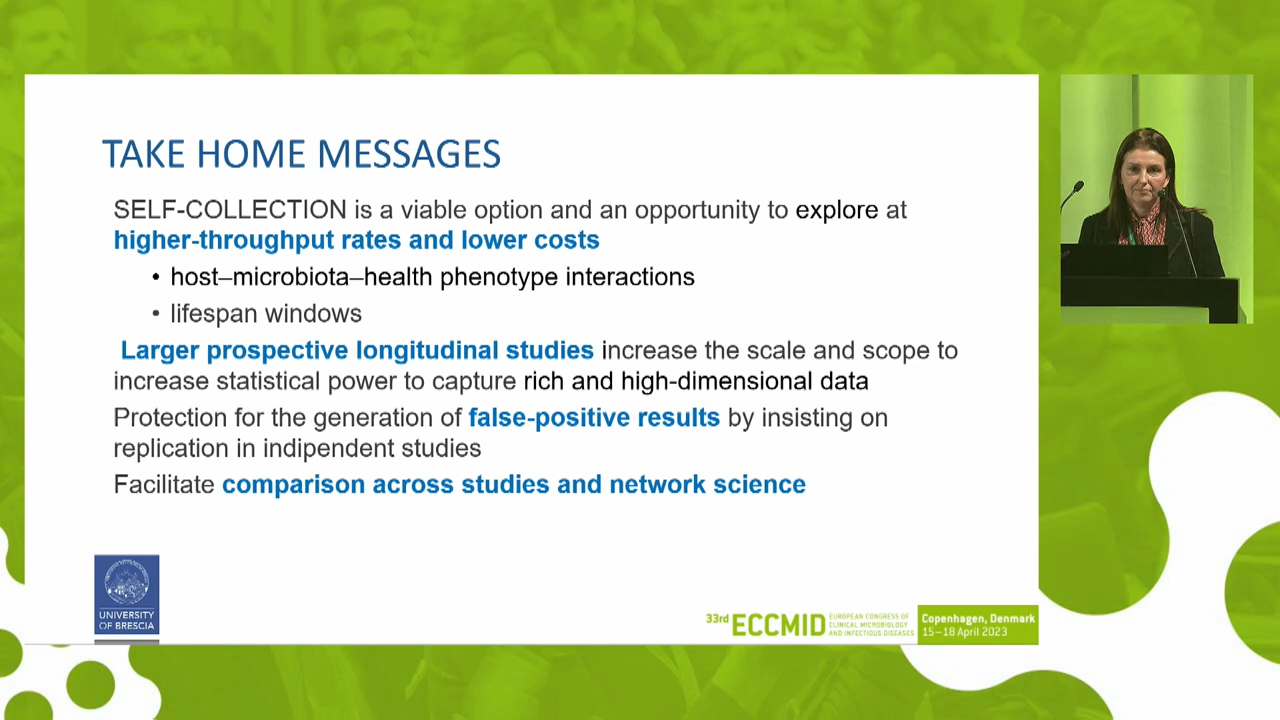 TAKE HOME MESSAGES
SELF-COLLECTION is a viable option and an opportunity to explore at
higher-throughput rates and lower costs
• host–microbiota–health phenotype interactions
• lifespan windows
Larger prospective longitudinal studies increase the scale and scope to
increase statistical power to capture rich and high-dimensional data
Protection for the generation of false-positive results by insisting on
replication in indipendent studies
Facilitate comparison across studies and network science
UNIVERSITY
OF BRESCIA
33rd ECCMID
EUROPEAN CONGRESS OF
CLINICAL MICROBIOLOGY
AND INFECTIOUS DISEASES
Copenhagen, Denmark
15–18 April 2023